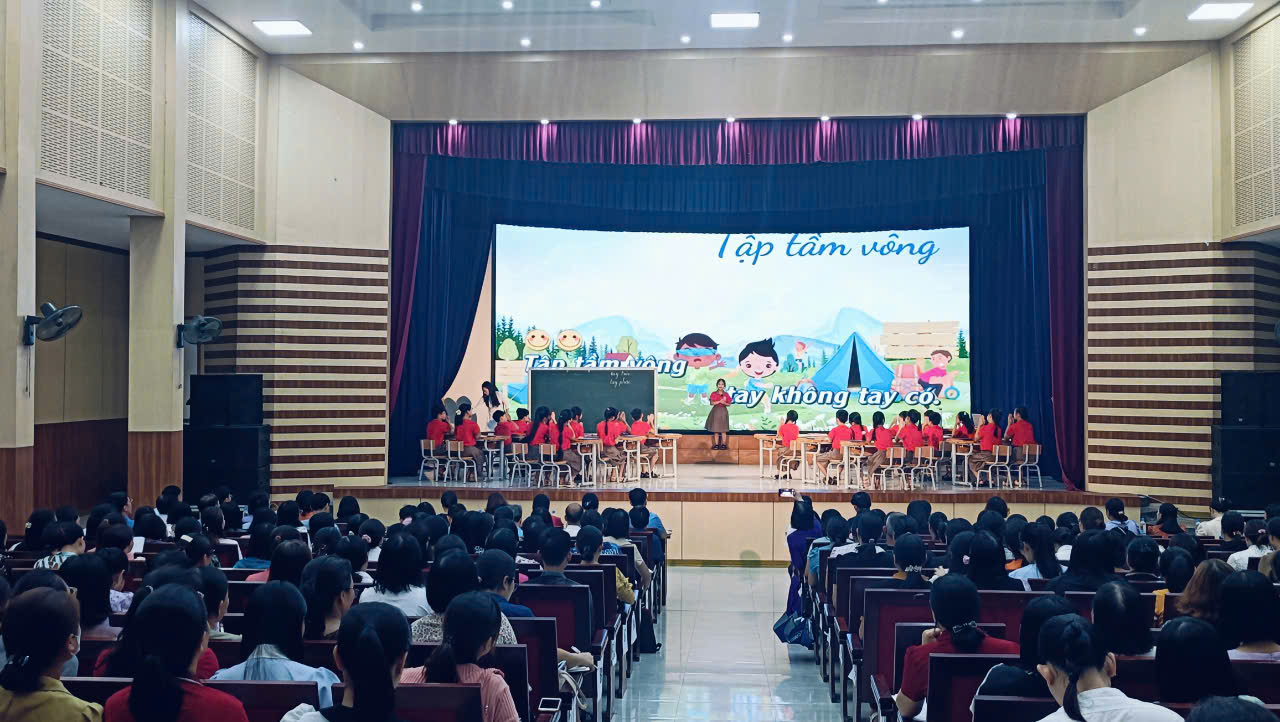 Tập tầm vông
Tập tầm vông
tay không tay có.